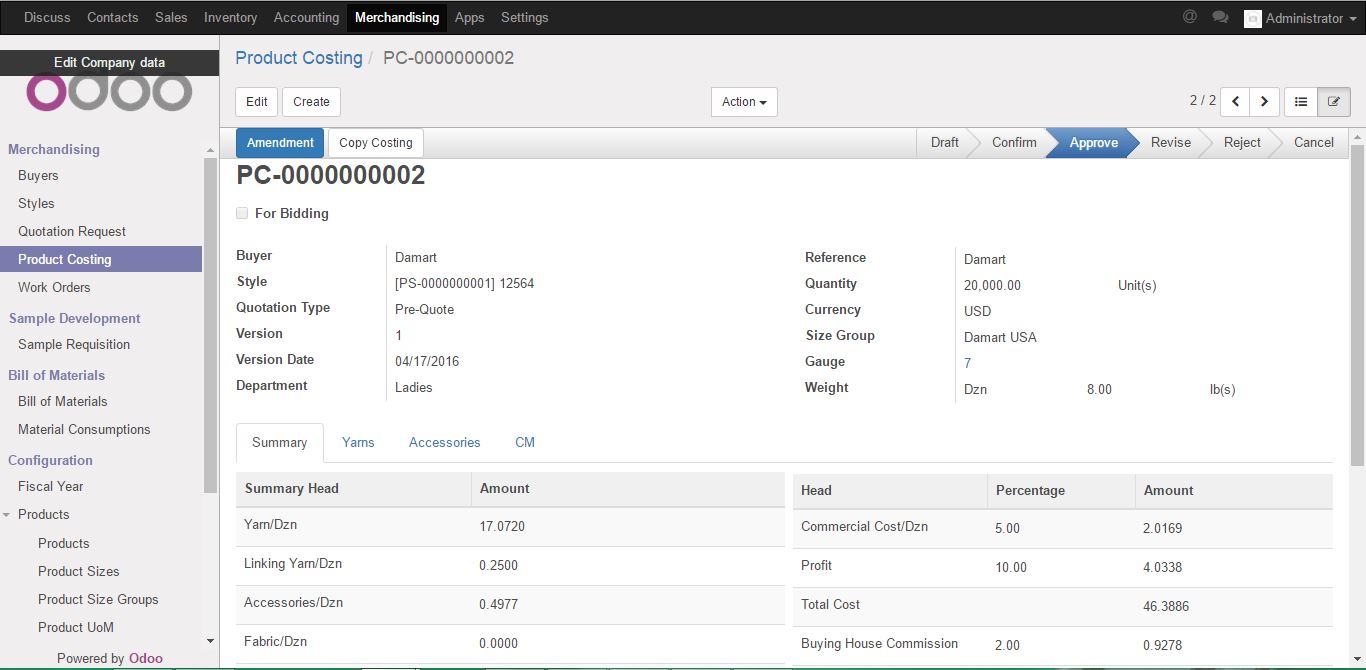 Discuss Contacts Sales Inventory Accounting Merchandising Apps Settings @ Administrator
Edit Company data
odoo
Merchandising
Buyers
Styles
Quotation Request
Product Costing
Work Orders
Sample Development
Sample Requisition
Bill of Materials
Bill of Materials
Material Consumptions
Configuration
Fiscal Year
Products
Products
Product Sizes
Product Size Groups
Product UoM
Powered by Odoo
Product Costing / PC-0000000002
Edit Create Action 2 / 2
Amendment Copy Costing Draft Confirm Approve Revise Reject Cancel
PC-0000000002
For Bidding
Buyer Damart
Style [PS-0000000001] 12564
Quotation Type Pre-Quote
Version 1
Version Date 04/17/2016
Department Ladies
Reference Damart
Quantity 20,000.00 Unit(s)
Currency USD
Size Group Damart USA
Gauge 7
Weight Dzn 8.00 lb(s)
Summary Yarns Accessories CM
Summary Head Amount
Yarn/Dzn 17.0720
Linking Yarn/Dzn 0.2500
Accessories/Dzn 0.4977
Fabric/Dzn 0.0000
Head Percentage Amount
Commercial Cost/Dzn 5.00 2.0169
Profit 10.00 4.0338
Total Cost 46.3886
Buying House Commission 2.00 0.9278